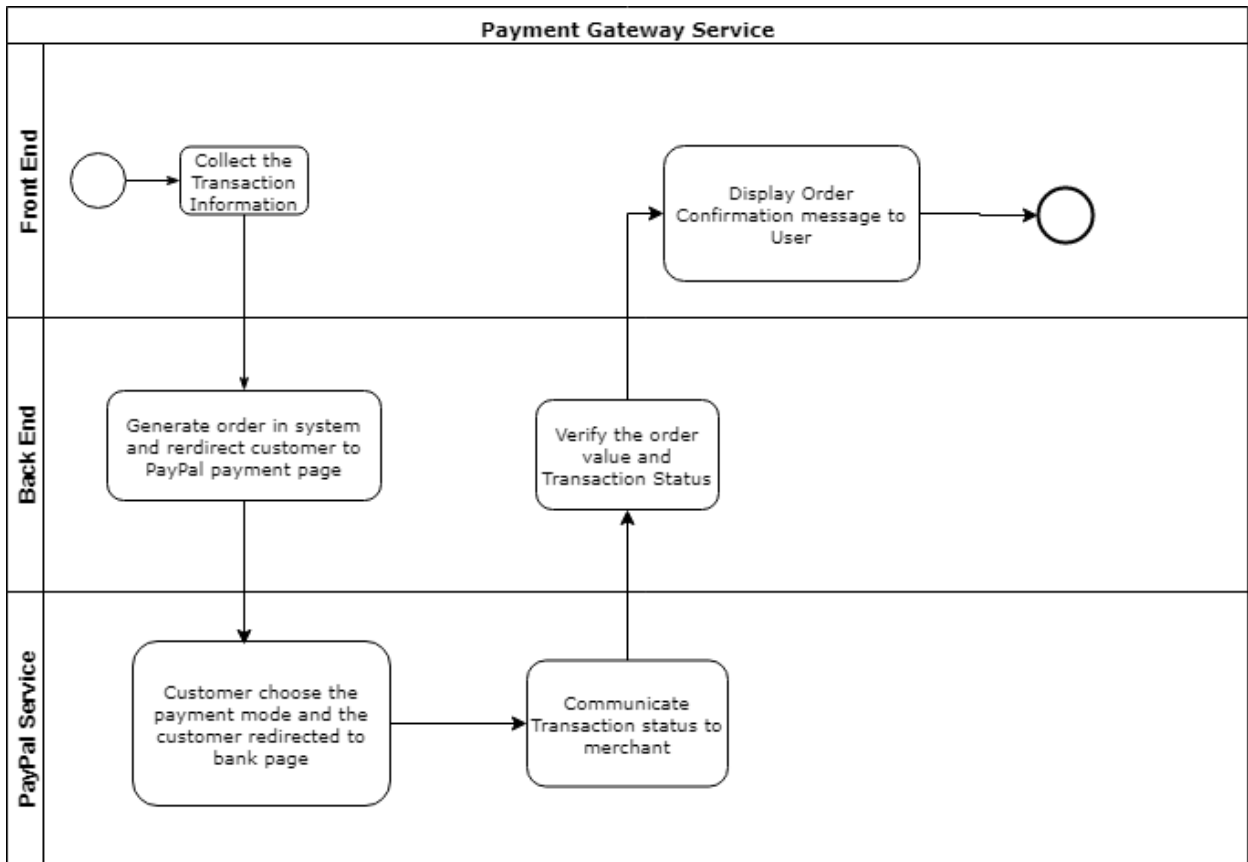 Payment Gateway Service
Front End
Collect the
Transaction
Information
Display Order
Confirmation message to
User
Back End
Generate order in system
and rerdirect customer to
PayPal payment page
Verify the order
value and
Transaction Status
PayPal Service
Customer choose the
payment mode and the
customer redirected to
bank page
Communicate
Transaction status to
merchant